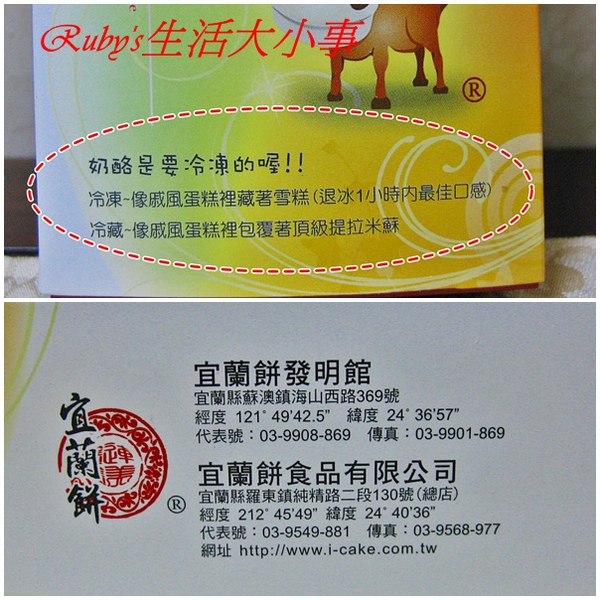 Ruby's生活大小事
®
奶酪是要冷凍的喔!!
冷凍~像戚風蛋糕裡藏著雪糕(退冰1小時內最佳口感)
冷藏~像戚風蛋糕裡包覆著頂級提拉米蘇
宜蘭餅
®
宜蘭餅發明館
宜蘭縣蘇澳鎮海山西路369號
經度 121° 49'42.5" 緯度 24° 36'57"
代表號：03-9908-869 傳真：03-9901-869
宜蘭餅食品有限公司
宜蘭縣羅東鎮純精路二段130號(總店)
經度 212° 45'49" 緯度 24° 40'36"
代表號：03-9549-881 傳真：03-9568-977
網址 http://www.i-cake.com.tw